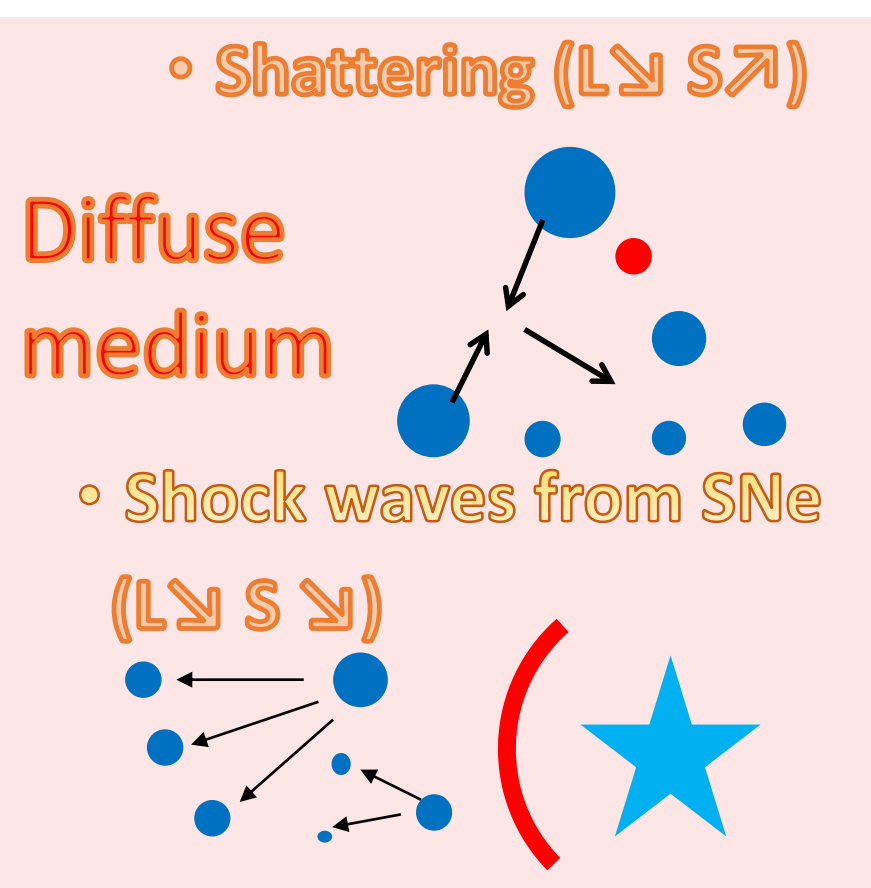 • Shattering (L↘ S↗)
Diffuse
medium
• Shock waves from SNe
(L↘ S ↘)